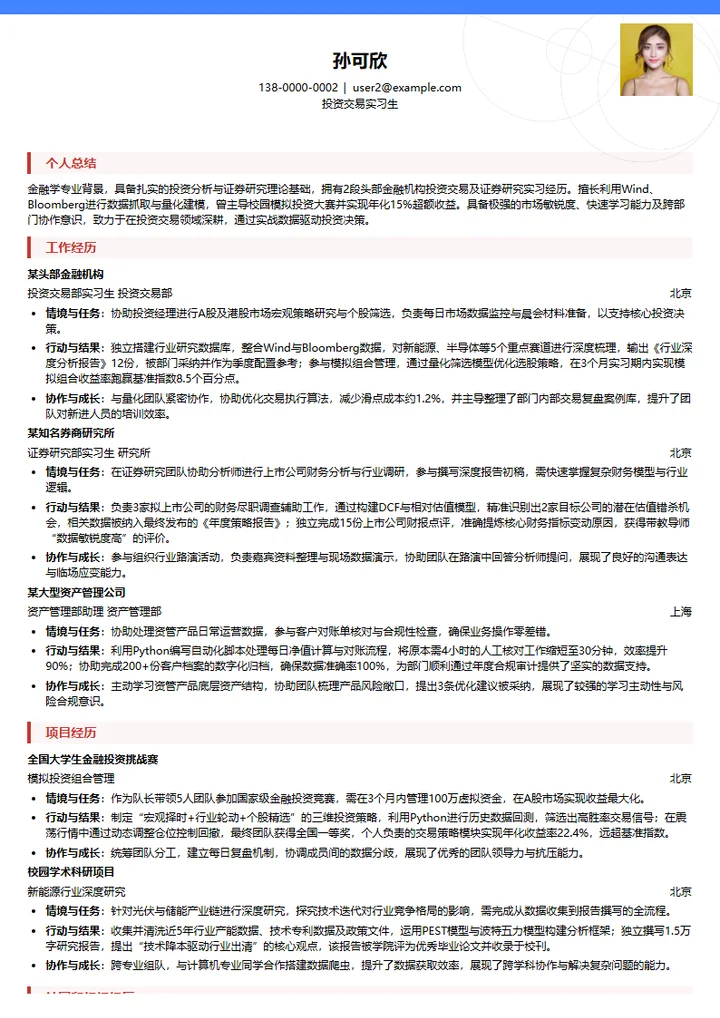 孙可欣
138-0000-0002 | user2@example.com
投资交易实习生
个人总结
金融学专业背景，具备扎实的投资分析与证券研究理论基础，拥有2段头部金融机构投资交易及证券研究实习经历。擅长利用Wind、
Bloomberg进行数据抓取与量化建模，曾主导校园模拟投资大赛并实现年化15%超额收益。具备极强的市场敏锐度、快速学习能力及跨部
门协作意识，致力于在投资交易领域深耕，通过实战数据驱动投资决策。
工作经历
某头部金融机构
投资交易部实习生 投资交易部 北京
• 情境与任务：协助投资经理进行A股及港股市场宏观策略研究与个股筛选，负责每日市场数据监控与晨会材料准备，以支持核心投资决
策。
• 行动与结果：独立搭建行业研究数据库，整合Wind与Bloomberg数据，对新能源、半导体等5个重点赛道进行深度梳理，输出《行业深
度分析报告》12份，被部门采纳并作为季度配置参考；参与模拟组合管理，通过量化筛选模型优化选股策略，在3个月实习期内实现模
拟组合收益率跑赢基准指数8.5个百分点。
• 协作与成长：与量化团队紧密协作，协助优化交易执行算法，减少滑点成本约1.2%，并主导整理了部门内部交易复盘案例库，提升了团
队对新进人员的培训效率。
某知名券商研究所
证券研究部实习生 研究所 北京
• 情境与任务：在证券研究团队协助分析师进行上市公司财务分析与行业调研，参与撰写深度报告初稿，需快速掌握复杂财务模型与行业
逻辑。
• 行动与结果：负责3家拟上市公司的财务尽职调查辅助工作，通过构建DCF与相对估值模型，精准识别出2家目标公司的潜在估值错杀机
会，相关数据被纳入最终发布的《年度策略报告》；独立完成15份上市公司财报点评，准确提炼核心财务指标变动原因，获得带教导师
“数据敏锐度高”的评价。
• 协作与成长：参与组织行业路演活动，负责嘉宾资料整理与现场数据演示，协助团队在路演中回答分析师提问，展现了良好的沟通表达
与临场应变能力。
某大型资产管理公司
资产管理部助理 资产管理部 上海
• 情境与任务：协助处理资管产品日常运营数据，参与客户对账单核对与合规性检查，确保业务操作零差错。
• 行动与结果：利用Python编写自动化脚本处理每日净值计算与对账流程，将原本需4小时的人工核对工作缩短至30分钟，效率提升
90%；协助完成200+份客户档案的数字化归档，确保数据准确率100%，为部门顺利通过年度合规审计提供了坚实的数据支持。
• 协作与成长：主动学习资管产品底层资产结构，协助团队梳理产品风险敞口，提出3条优化建议被采纳，展现了较强的学习主动性与风
险合规意识。
项目经历
全国大学生金融投资挑战赛
模拟投资组合管理 北京
• 情境与任务：作为队长带领5人团队参加国家级金融投资竞赛，需在3个月内管理100万虚拟资金，在A股市场实现收益最大化。
• 行动与结果：制定“宏观择时+行业轮动+个股精选”的三维投资策略，利用Python进行历史数据回测，筛选出高胜率交易信号；在震
荡行情中通过动态调整仓位控制回撤，最终团队获得全国一等奖，个人负责的交易策略模块实现年化收益率22.4%，远超基准指数。
• 协作与成长：统筹团队分工，建立每日复盘机制，协调成员间的数据分歧，展现了优秀的团队领导力与抗压能力。
校园学术科研项目
新能源行业深度研究 北京
• 情境与任务：针对光伏与储能产业链进行深度研究，探究技术迭代对行业竞争格局的影响，需完成从数据收集到报告撰写的全流程。
• 行动与结果：收集并清洗近5年行业产能数据、技术专利数据及政策文件，运用PEST模型与波特五力模型构建分析框架；独立撰写1.5万
字研究报告，提出“技术降本驱动行业出清”的核心观点，该报告被学院评为优秀毕业论文并收录于校刊。
• 协作与成长：跨专业组队，与计算机专业同学合作搭建数据爬虫，提升了数据获取效率，展现了跨学科协作与解决复杂问题的能力。